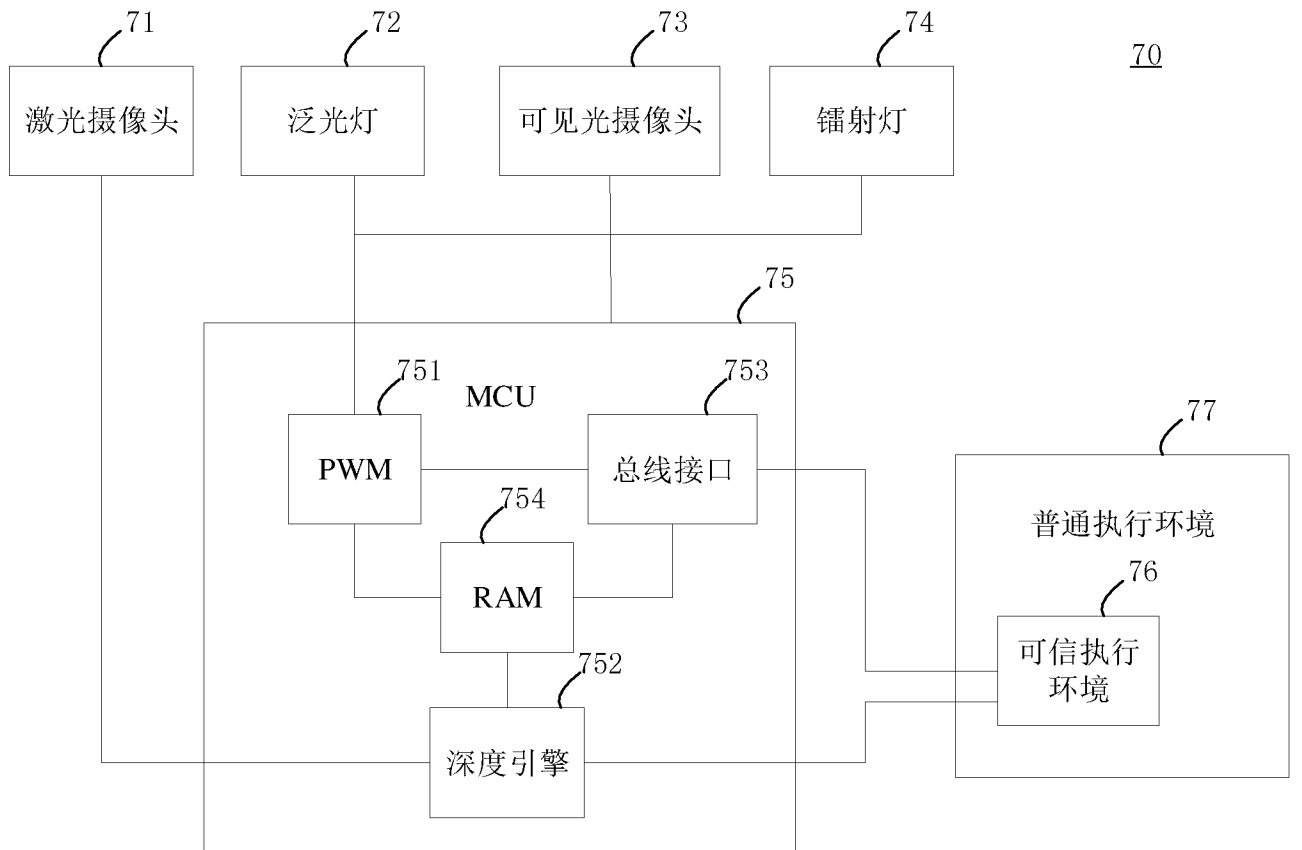 71
72
73
74
70
激光摄像头
泛光灯
可见光摄像头
镭射灯
75
751
MCU
753
PWM
总线接口
77
754
普通执行环境
RAM
76
可信执行
环境
752
深度引擎